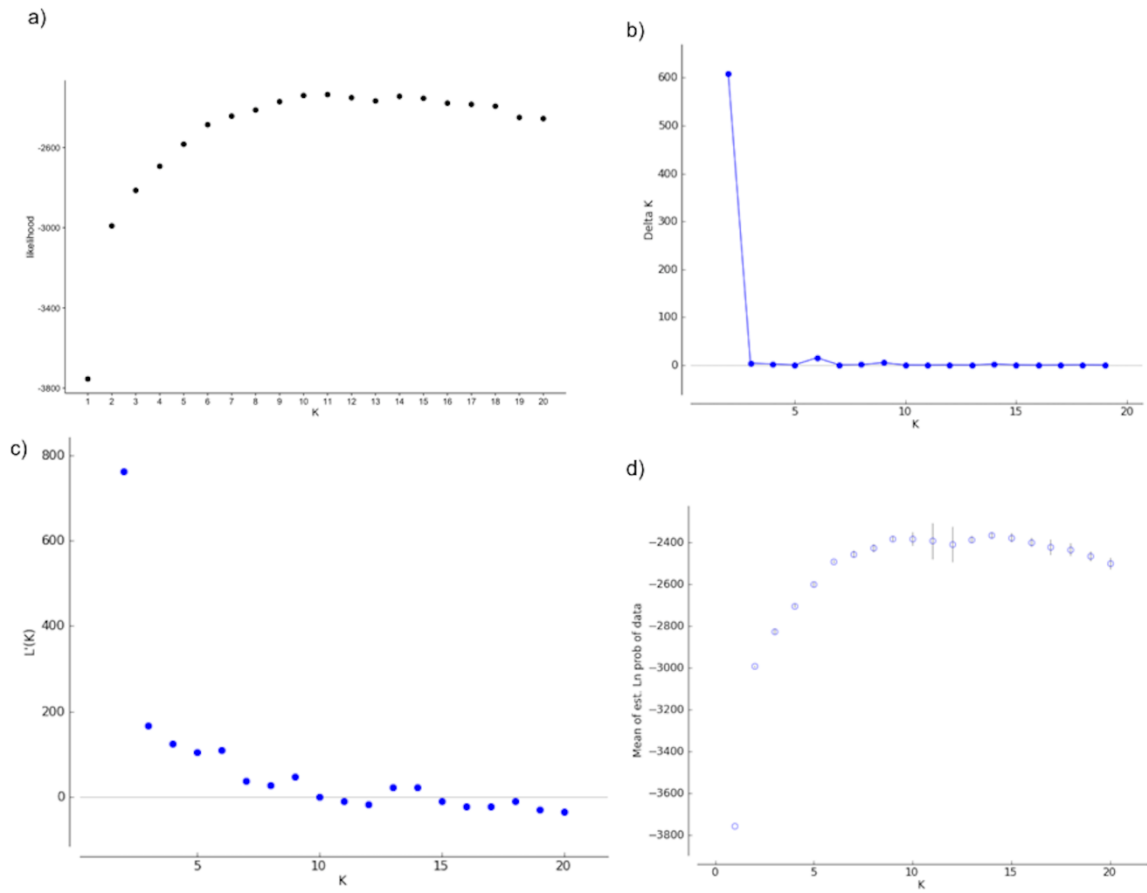 a)
likelihood
-2600
-3000
-3400
-3800
1 2 3 4 5 6 7 8 9 10 11 12 13 14 15 16 17 18 19 20
K
b)
Delta K
600
500
400
300
200
100
0
5 10 15 20
K
c)
L'(K)
800
600
400
200
0
5 10 15 20
K
d)
Mean of est. Ln prob of data
−2400
−2600
−2800
−3000
−3200
−3400
−3600
−3800
0 5 10 15 20
K